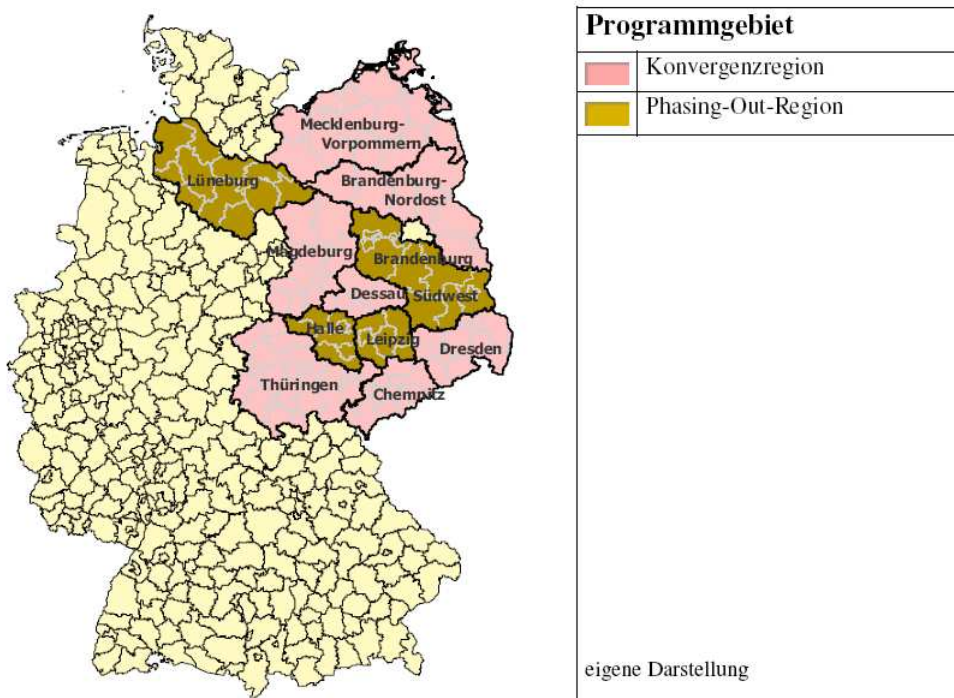 Programmgebiet
Konvergenzregion
Phasing-Out-Region
Mecklenburg-
Vorpommern
Lüneburg
Brandenburg-
Nordost
Magdeburg
Brandenburg
Dessau
Südwest
Halle
Leipzig
Dresden
Thüringen
Chemnitz
eigene Darstellung